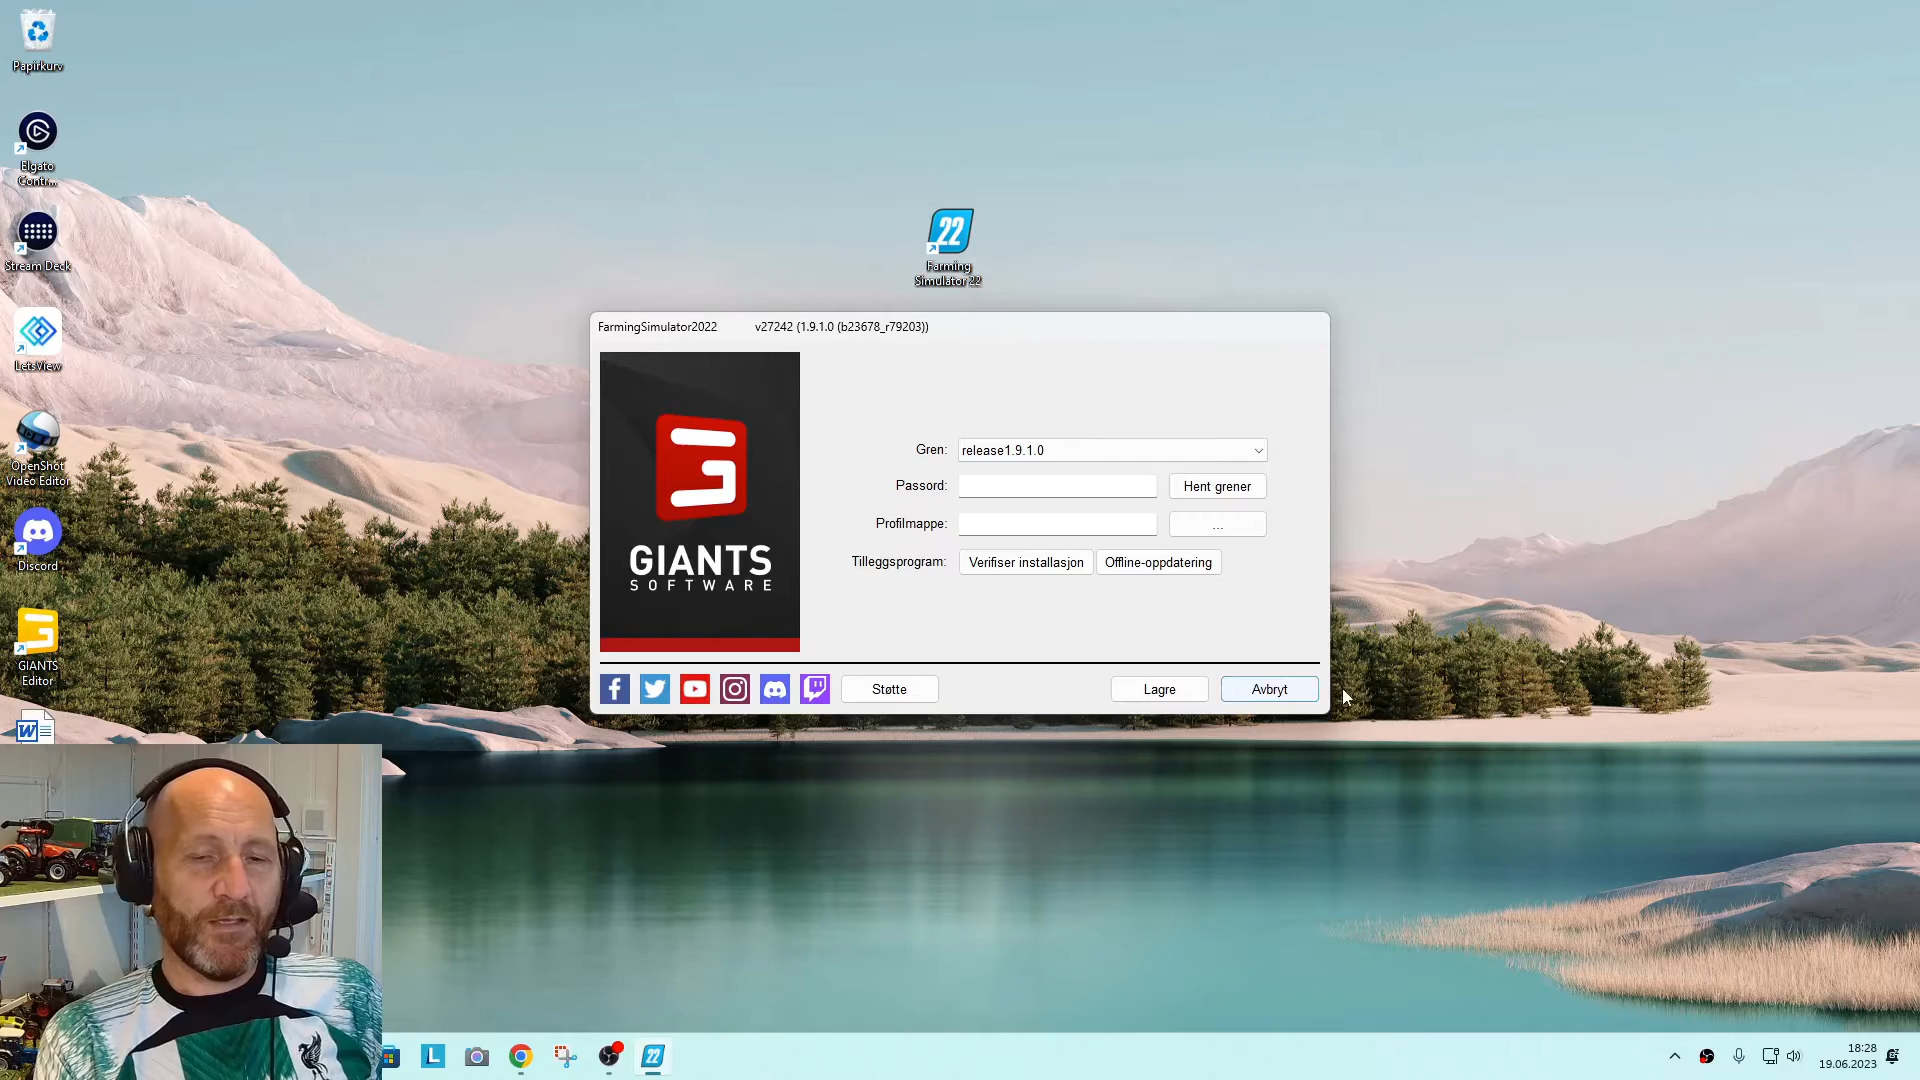 Papirkurv
Elgato
Contr...
Stream Deck
LetsView
OpenShot
Video Editor
Discord
GIANTS
Editor
22
Farming
Simulator 22
FarmingSimulator2022 v27242 (1.9.1.0 (b23678_r79203))
GIANTS
SOFTWARE
Gren: release1.9.1.0
Passord: Hent grener
Profilmappe: ...
Tilleggsprogram: Verifiser installasjon Offline-oppdatering
Støtte Lagre Avbryt
W
L
22
18:28
19.06.2023